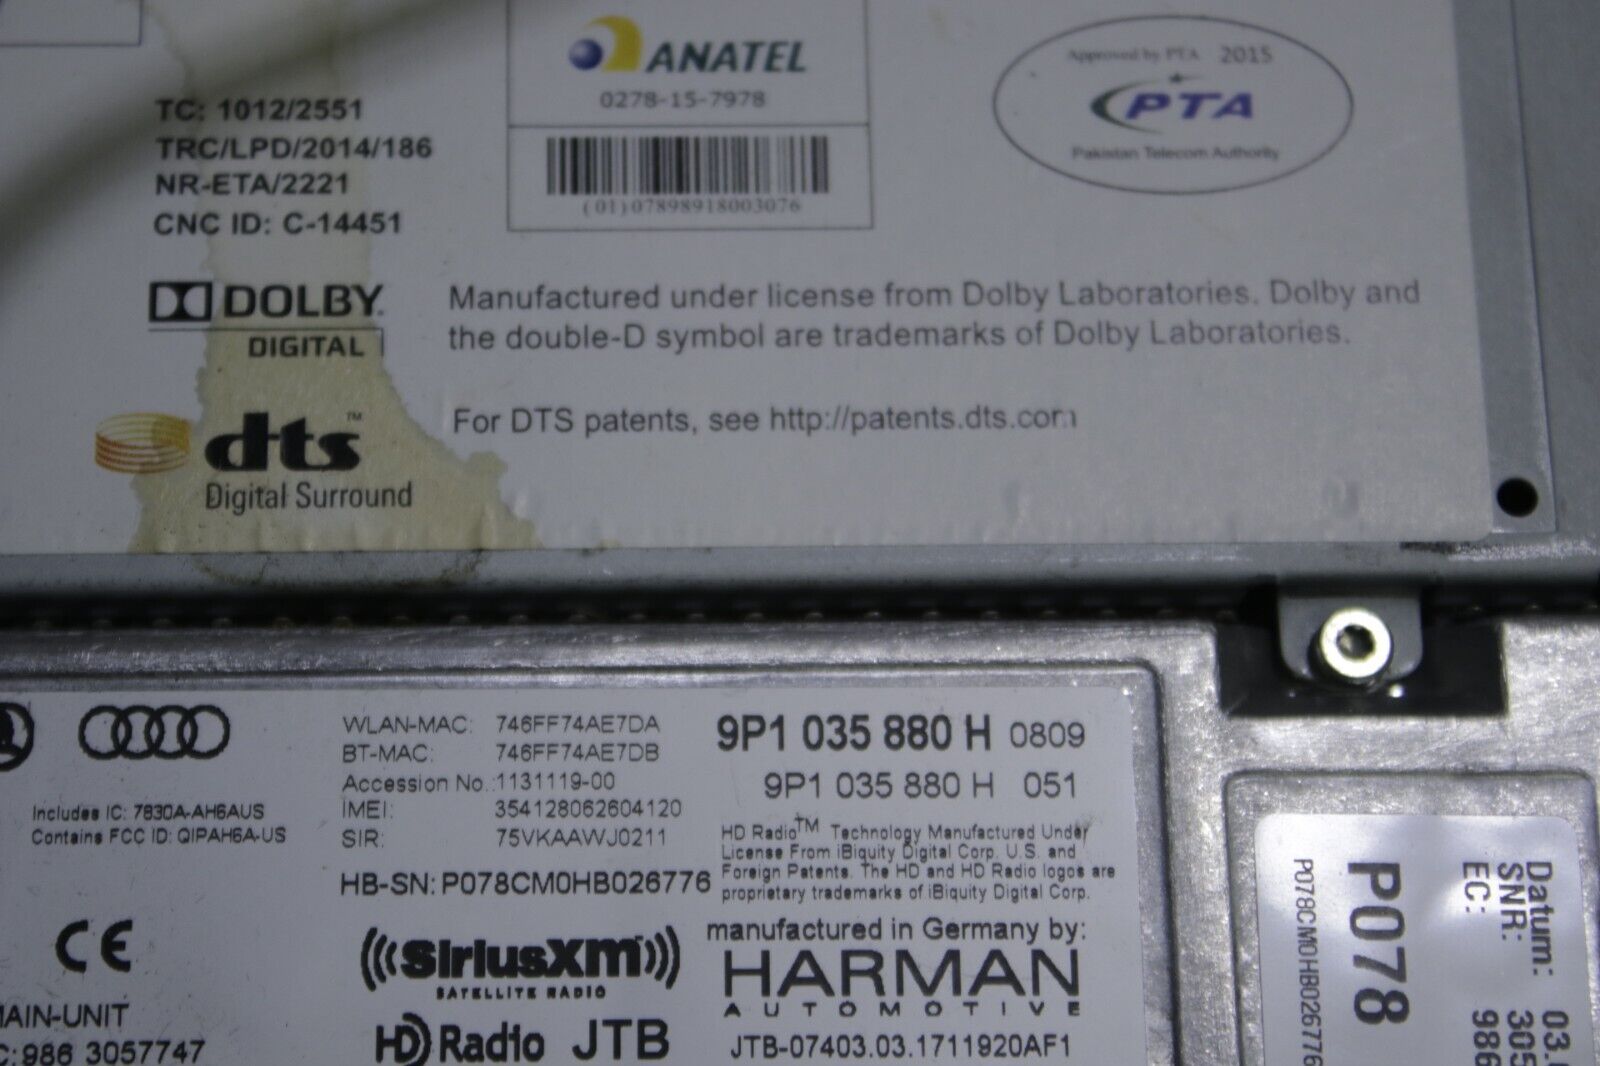 ANATEL
0278-15-7978
(01)07898918003076
Approved by PTA 2015
PTA
Pakistan Telecom Authority
TC: 1012/2551
TRC/LPD/2014/186
NR-ETA/2221
CNC ID: C-14451
DOLBY
DIGITAL
Manufactured under license from Dolby Laboratories. Dolby and
the double-D symbol are trademarks of Dolby Laboratories.
dts™
Digital Surround
For DTS patents, see http://patents.dts.com
Includes IC: 7830A-AH6AUS
Contains FCC ID: QIPAH6A-US
CE
MAIN-UNIT
C:986 3057747
WLAN-MAC: 746FF74AE7DA
BT-MAC: 746FF74AE7DB
Accession No.:1131119-00
IMEI: 354128062604120
SIR: 75VKAAWJ0211
HB-SN: P078CM0HB026776
SiriusXm
SATELLITE RADIO
HD Radio JTB
9P1 035 880 H 0809
9P1 035 880 H 051
HD Radio™ Technology Manufactured Under
License From iBiquity Digital Corp. U.S. and
Foreign Patents. The HD and HD Radio logos are
proprietary trademarks of iBiquity Digital Corp.
manufactured in Germany by:
HARMAN
AUTOMOTIVE
JTB-07403.03.1711920AF1
Datum: 03.
SNR: 305
EC: 986
P078
P078CM0HB026776